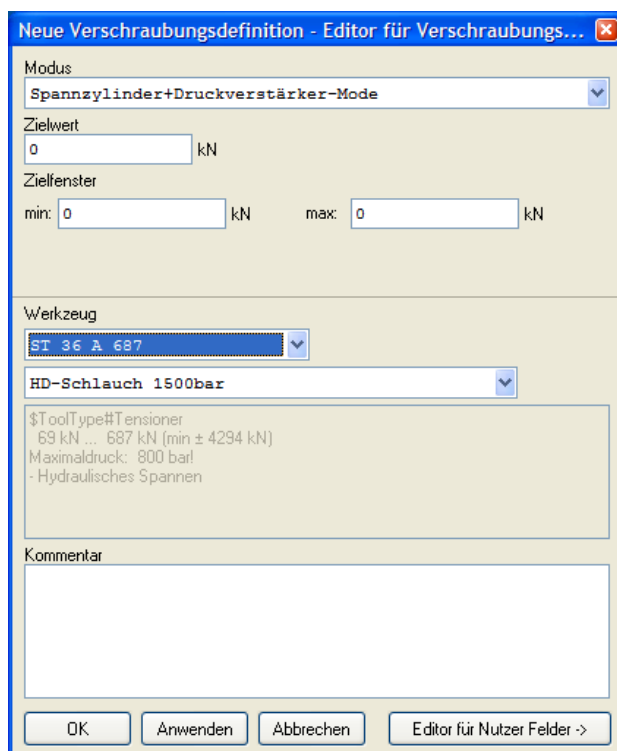 Neue Verschraubungsdefinition - Editor für Verschraubungs...
Modus
Spannzylinder+Druckverstärker-Mode
Zielwert
0 kN
Zielfenster
min: 0 kN max: 0 kN
Werkzeug
ST 36 A 687
HD-Schlauch 1500bar
$ToolType#Tensioner
69 kN ... 687 kN (min ± 4294 kN)
Maximaldruck: 800 bar!
- Hydraulisches Spannen
Kommentar
OK Anwenden Abbrechen Editor für Nutzer Felder ->